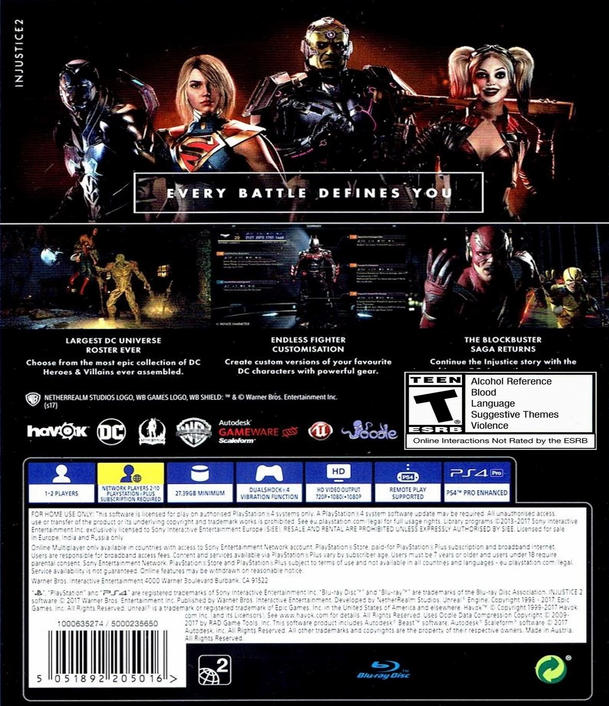 INJUSTICE 2
EVERY BATTLE DEFINES YOU
LARGEST DC UNIVERSE
ROSTER EVER
Choose from the most epic collection of DC
Heroes & Villains ever assembled.
ENDLESS FIGHTER
CUSTOMISATION
Create custom versions of your favourite
DC characters with powerful gear.
THE BLOCKBUSTER
SAGA RETURNS
Continue the Injustice story with the
NETHERREALM STUDIOS LOGO, WB GAMES LOGO, WB SHIELD: ™ & © Warner Bros. Entertainment Inc.
(s17)
TEEN
T
ESRB
Alcohol Reference
Blood
Language
Suggestive Themes
Violence
Online Interactions Not Rated by the ESRB
havok
DC
Autodesk®
GAMEWARE
Scaleform®
1-2 PLAYERS
NETWORK PLAYERS 2-10
PLAYSTATION®PLUS
SUBSCRIPTION REQUIRED
27.39GB MINIMUM
DUALSHOCK®4
VIBRATION FUNCTION
HD
HD VIDEO OUTPUT
720P•1080i•1080P
PS4
REMOTE PLAY
SUPPORTED
PS4 Pro
PS4™ PRO ENHANCED
FOR HOME USE ONLY: This software is licensed for play on authorised PlayStation®4 systems only. A PlayStation®4 system software update may be required. All unauthorised access,
use or transfer of the product or its underlying copyright and trademark works is prohibited. See eu.playstation.com/legal for full usage rights. Library programs ©2013-2017 Sony Interactive
Entertainment Inc. exclusively licensed to Sony Interactive Entertainment Europe (SIEE). RESALE AND RENTAL ARE PROHIBITED UNLESS EXPRESSLY AUTHORISED BY SIEE. Licensed for sale
in Europe, India and Russia only.
Online Multiplayer only available in countries with access to Sony Entertainment Network account, PlayStation®Store, paid-for PlayStation®Plus subscription and broadband internet.
Users are responsible for broadband access fees. Content and services available via PlayStation®Plus vary by subscriber age. Users must be 7 years or older and users under 18 require
parental consent. Sony Entertainment Network, PlayStation®Store and PlayStation®Plus subject to terms of use and not available in all countries and languages - eu.playstation.com/legal.
Service availability not guaranteed. Online features may be withdrawn on reasonable notice.
Warner Bros. Interactive Entertainment 4000 Warner Boulevard Burbank, CA 91522
"PlayStation" and "PS4" are registered trademarks of Sony Interactive Entertainment Inc. "Blu-ray Disc™" and "Blu-ray™" are trademarks of the Blu-ray Disc Association. INJUSTICE 2
software © 2017 Warner Bros. Entertainment Inc. Published by Warner Bros. Interactive Entertainment. Developed by NetherRealm Studios. Unreal® Engine, Copyright 1998 - 2017, Epic
Games, Inc. All Rights Reserved. Unreal® is a trademark or registered trademark of Epic Games, Inc. in the United States of America and elsewhere. Havok™ © Copyright 1999-2017 Havok
com Inc. (and its Licensors). See www.havok.com for details. All Rights Reserved. Uses Oodle Data Compression Copyright © 2009-
2017 by RAD Game Tools, Inc. This software product includes Autodesk® Beast™ software, Autodesk® Scaleform® software © 2017
Autodesk, Inc. All Rights Reserved. All other trademarks and copyrights are the property of their respective owners. Made in Austria.
All Rights Reserved.
1000635274 / 5000235650
5 051892 205016 >
2
Blu-ray Disc